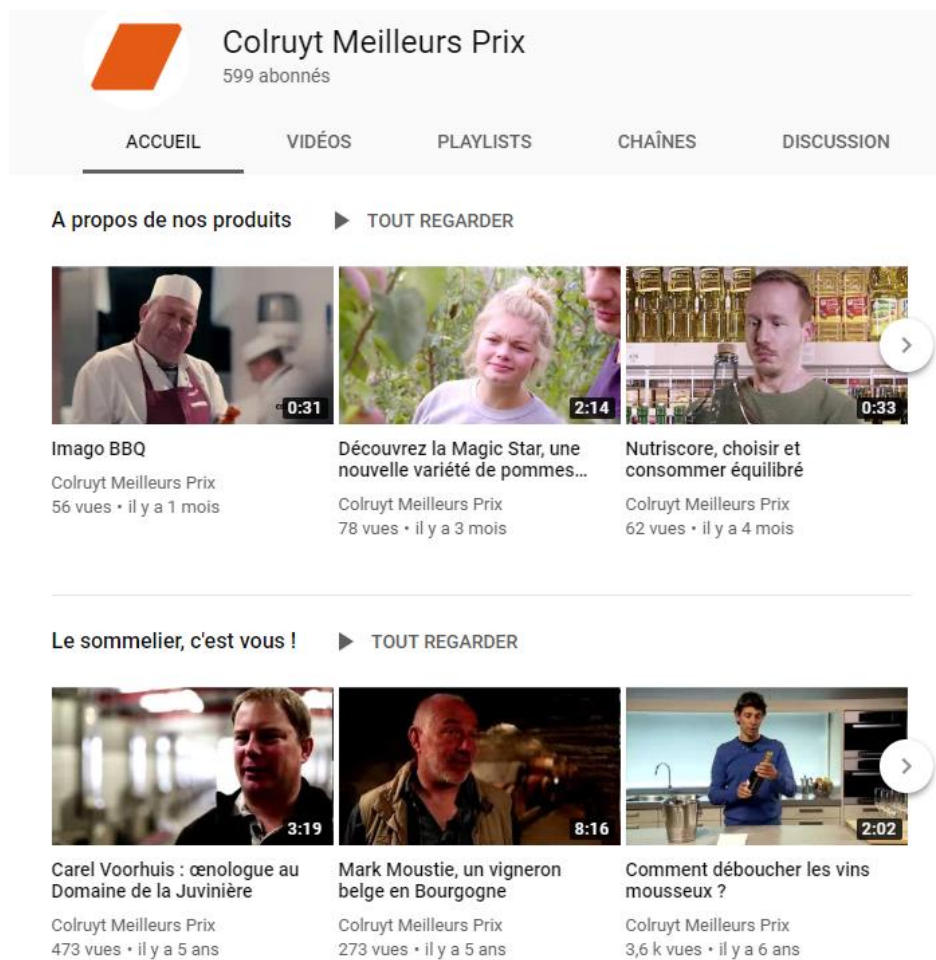 Colruyt Meilleurs Prix
599 abonnés
ACCUEIL VIDÉOS PLAYLISTS CHAÎNES DISCUSSION
A propos de nos produits TOUT REGARDER
0:31 2:14 0:33
Imago BBQ
Colruyt Meilleurs Prix
56 vues • il y a 1 mois
Découvrez la Magic Star, une
nouvelle variété de pommes...
Colruyt Meilleurs Prix
78 vues • il y a 3 mois
Nutriscore, choisir et
consommer équilibré
Colruyt Meilleurs Prix
62 vues • il y a 4 mois
Le sommelier, c'est vous ! TOUT REGARDER
3:19 8:16 2:02
Carel Voorhuis : œnologue au
Domaine de la Juvinière
Colruyt Meilleurs Prix
473 vues • il y a 5 ans
Mark Moustie, un vigneron
belge en Bourgogne
Colruyt Meilleurs Prix
273 vues • il y a 5 ans
Comment déboucher les vins
mousseux ?
Colruyt Meilleurs Prix
3,6 k vues • il y a 6 ans